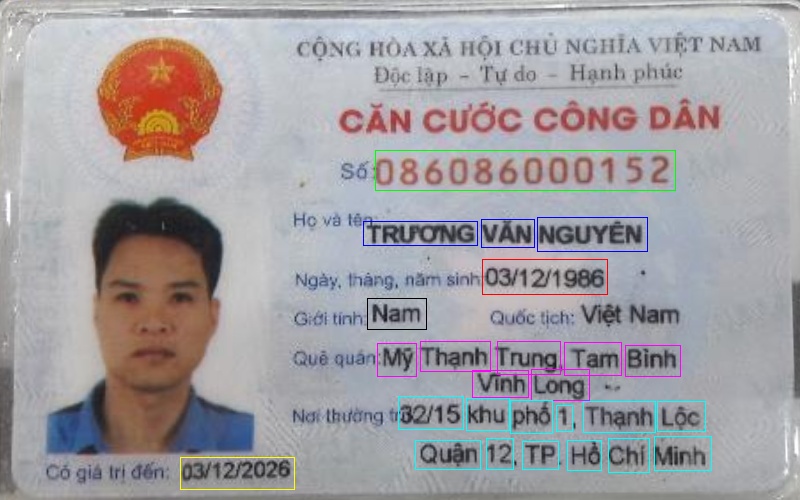 CỘNG HÒA XÃ HỘI CHỦ NGHĨA VIỆT NAM
Độc lập - Tự do - Hạnh phúc
CĂN CƯỚC CÔNG DÂN
Số: 086086000152
Họ và tên: TRƯƠNG VĂN NGUYÊN
Ngày, tháng, năm sinh: 03/12/1986
Giới tính: Nam Quốc tịch: Việt Nam
Quê quán: Mỹ Thạnh Trung, Tam Bình
Vĩnh Long
Nơi thường trú: 32/15 khu phố 1, Thạnh Lộc
Quận 12, TP. Hồ Chí Minh
Có giá trị đến: 03/12/2026